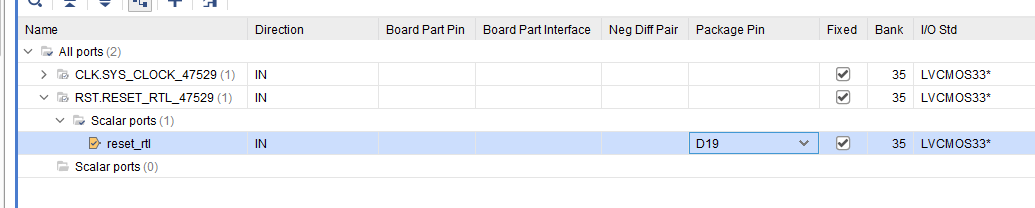 Name Direction Board Part Pin Board Part Interface Neg Diff Pair Package Pin Fixed Bank I/O Std
All ports (2)
CLK.SYS_CLOCK_47529 (1) IN 35 LVCMOS33*
RST.RESET_RTL_47529 (1) IN 35 LVCMOS33*
Scalar ports (1)
reset_rtl IN D19 35 LVCMOS33*
Scalar ports (0)